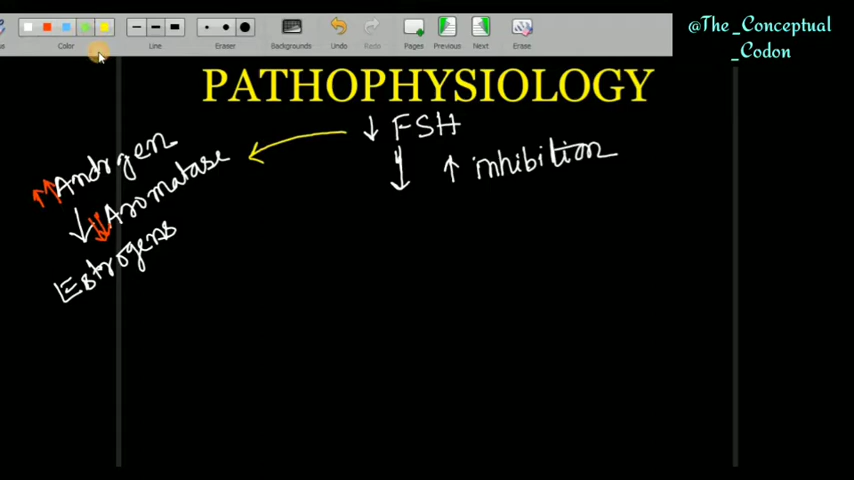 @The_Conceptual
_Codon
Color
Line
Eraser
Backgrounds
Undo
Redo
Pages
Previous
Next
Erase
PATHOPHYSIOLOGY
↓ FSH
↑ inhibition
↑↑ Androgen
↓ Aromatase
Estrogens